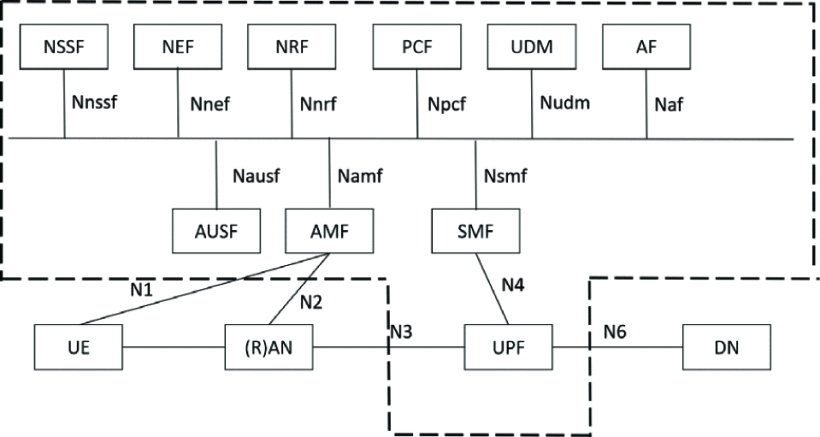 NSSF NEF NRF PCF UDM AF
Nnssf Nnef Nnrf Npcf Nudm Naf
Nausf Namf Nsmf
AUSF AMF SMF
N1 N2 N4
N3 N6
UE (R)AN UPF DN